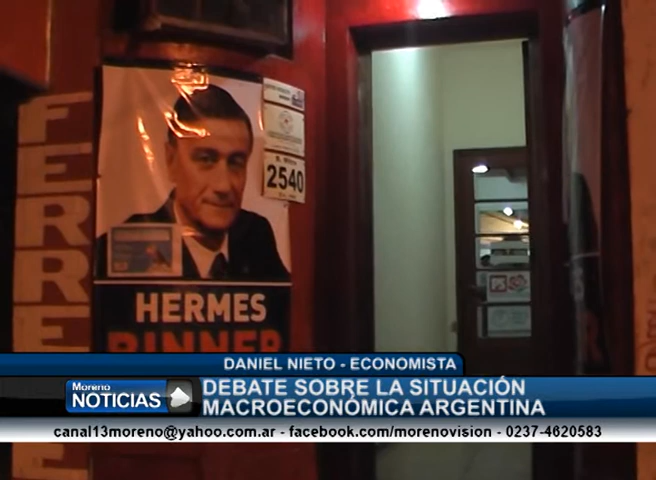 FERRE
2540
HERMES
BINNER
DANIEL NIETO - ECONOMISTA
Moreno
NOTICIAS
DEBATE SOBRE LA SITUACIÓN
MACROECONÓMICA ARGENTINA
canal13moreno@yahoo.com.ar - facebook.com/morenovision - 0237-4620583